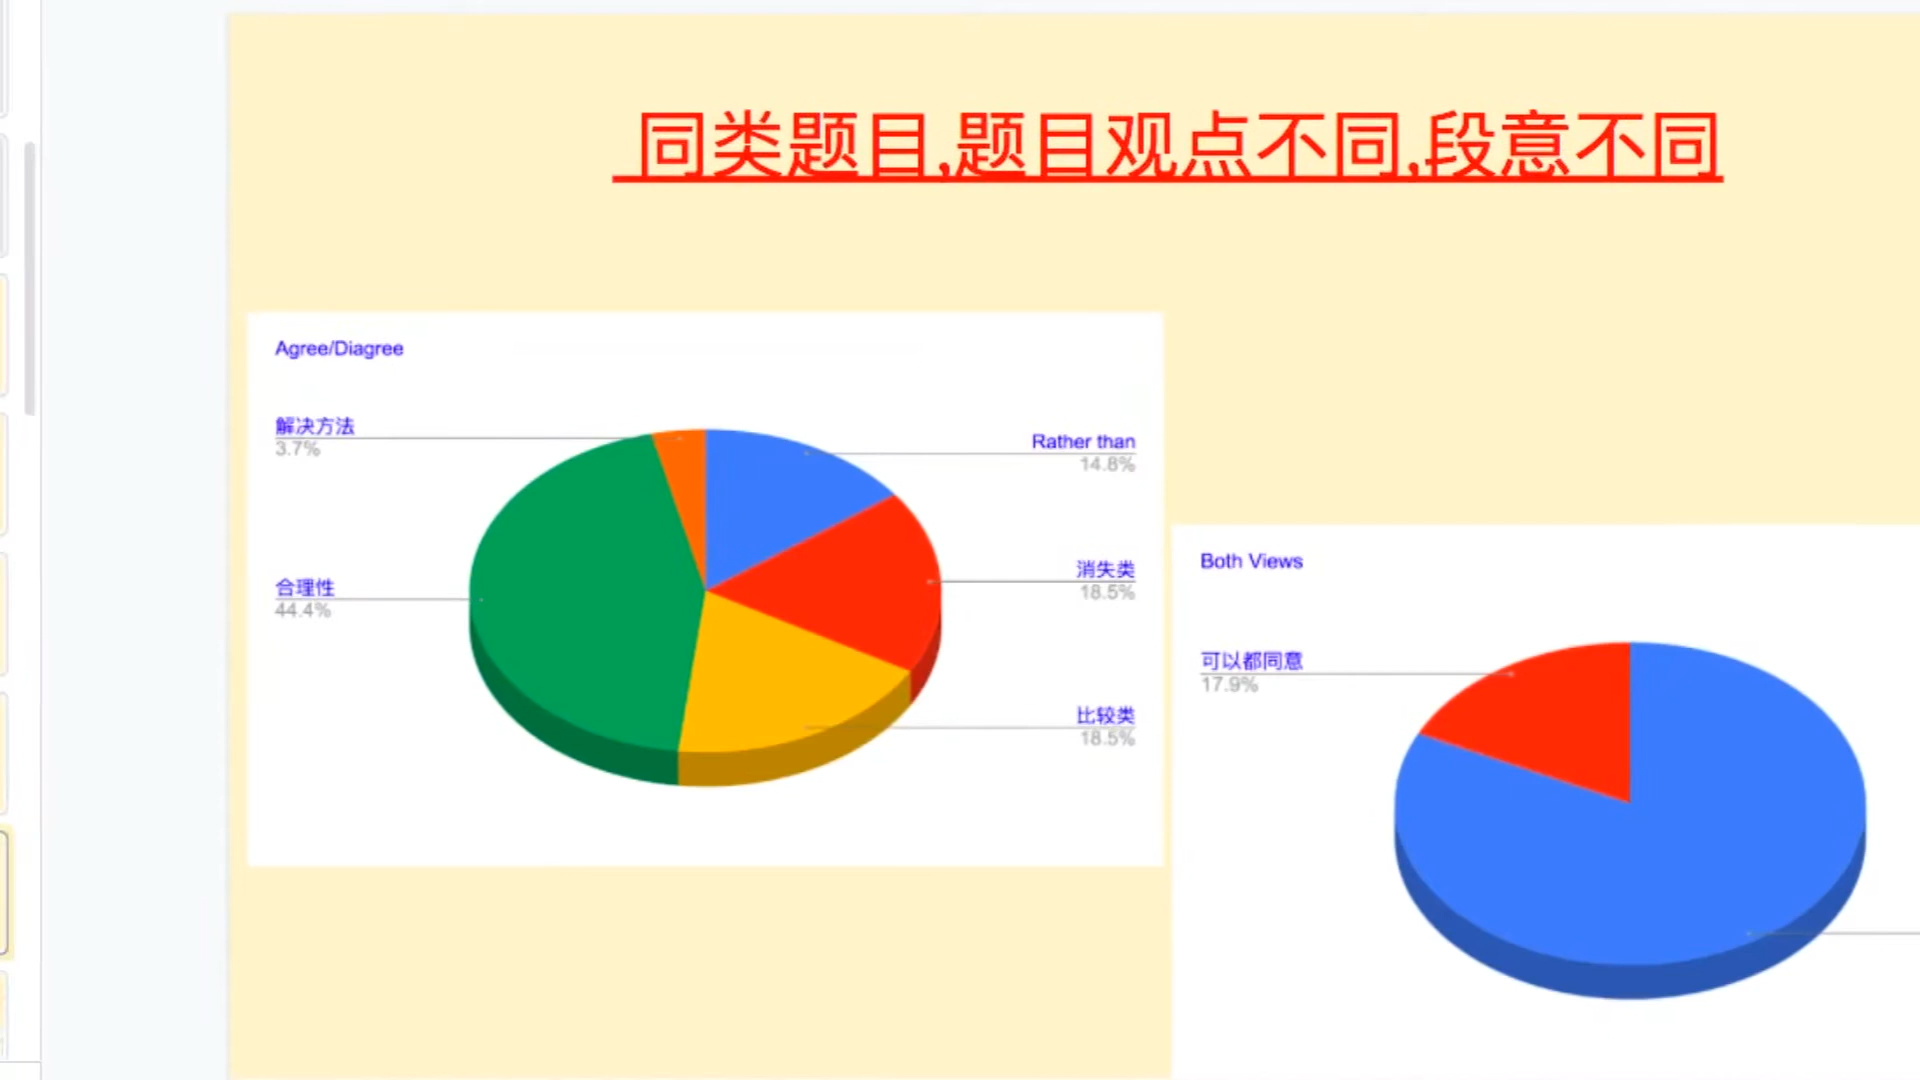 同类题目,题目观点不同,段意不同
Agree/Diagree
解决方法
3.7%
Rather than
14.8%
合理性
44.4%
消失类
18.5%
比较类
18.5%
Both Views
可以都同意
17.9%